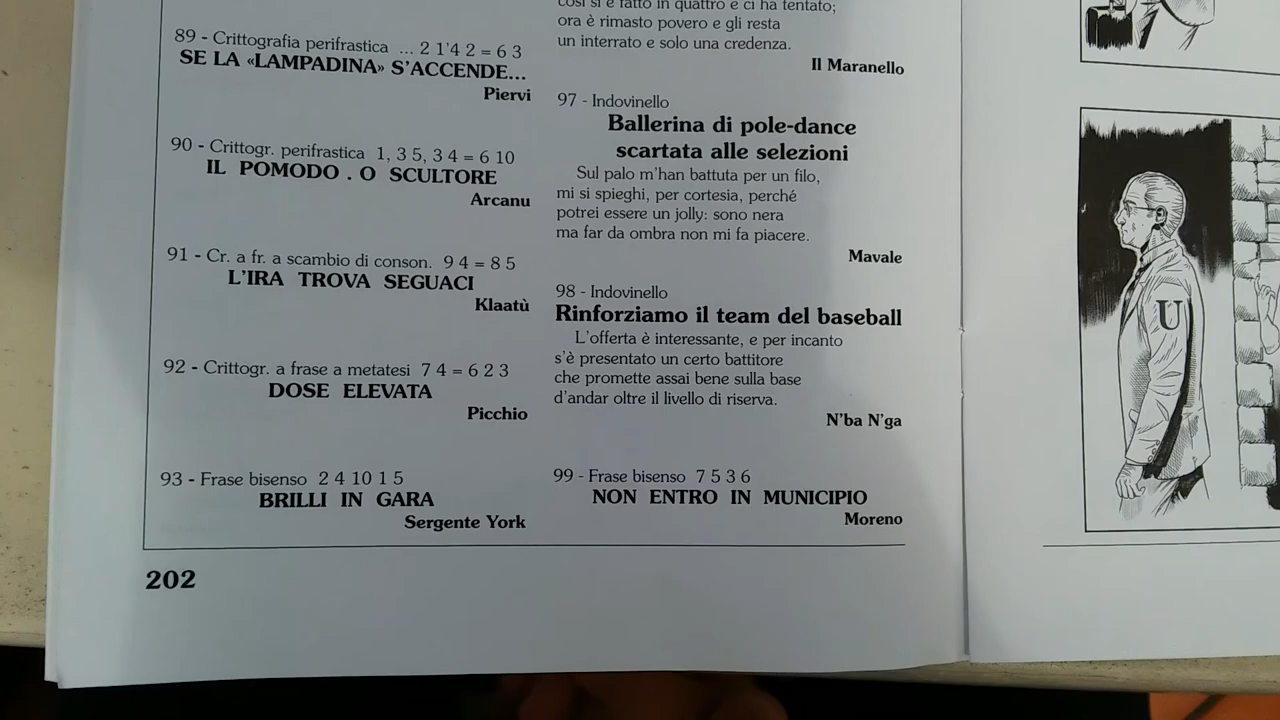 89 - Crittografia perifrastica ... 2 1'4 2 = 6 3
SE LA «LAMPADINA» S'ACCENDE...
Piervi
90 - Crittogr. perifrastica 1, 3 5, 3 4 = 6 10
IL POMODO . O SCULTORE
Arcanu
91 - Cr. a fr. a scambio di conson. 9 4 = 8 5
L'IRA TROVA SEGUACI
Klaatù
92 - Crittogr. a frase a metatesi 7 4 = 6 2 3
DOSE ELEVATA
Picchio
93 - Frase bisenso 2 4 10 1 5
BRILLI IN GARA
Sergente York
202
così si è fatto in quattro e ci ha tentato;
ora è rimasto povero e gli resta
un interrato e solo una credenza.
Il Maranello
97 - Indovinello
Ballerina di pole-dance
scartata alle selezioni
Sul palo m'han battuta per un filo,
mi si spieghi, per cortesia, perché
potrei essere un jolly: sono nera
ma far da ombra non mi fa piacere.
Mavale
98 - Indovinello
Rinforziamo il team del baseball
L'offerta è interessante, e per incanto
s'è presentato un certo battitore
che promette assai bene sulla base
d'andar oltre il livello di riserva.
N'ba N'ga
99 - Frase bisenso 7 5 3 6
NON ENTRO IN MUNICIPIO
Moreno
U